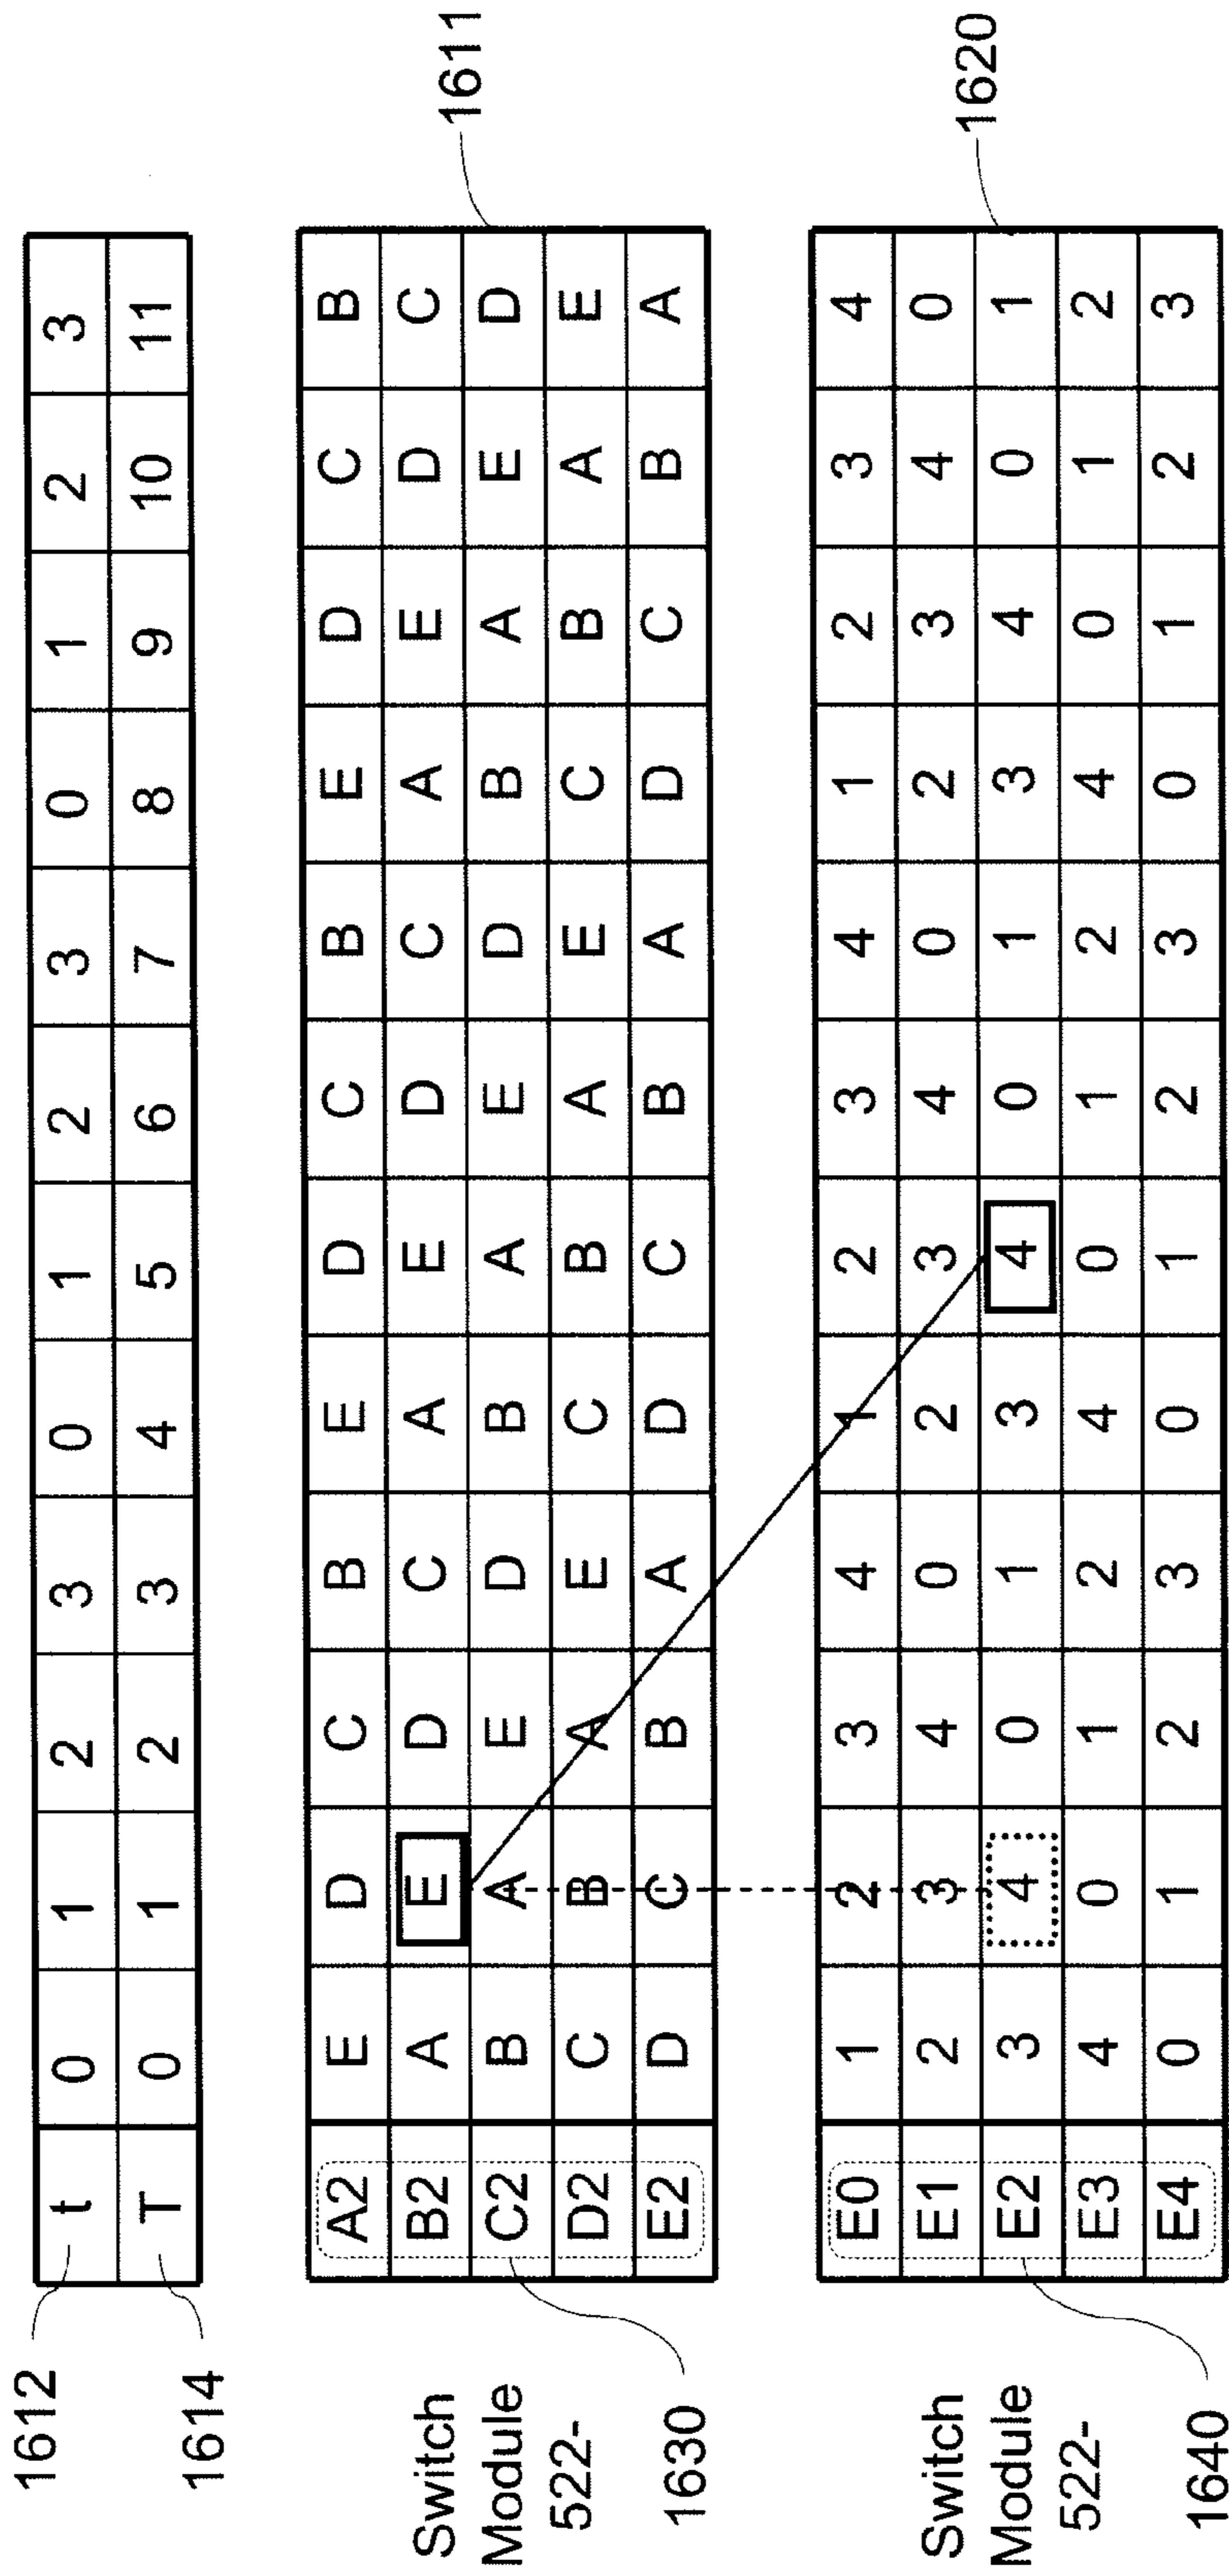 1612
t 0 1 2 3 0 1 2 3 0 1 2 3
T 0 1 2 3 4 5 6 7 8 9 10 11
1614
1611
A2 E D C B E D C B E D C B
B2 A E D C A E D C A E D C
C2 B A E D B A E D B A E D
D2 C B A E C B A E C B A E
E2 D C B A D C B A D C B A
Switch
Module
522-
1630
1620
E0 1 2 3 4 1 2 3 4 1 2 3 4
E1 2 3 4 0 2 3 4 0 2 3 4 0
E2 3 4 0 1 3 4 0 1 3 4 0 1
E3 4 0 1 2 4 0 1 2 4 0 1 2
E4 0 1 2 3 0 1 2 3 0 1 2 3
Switch
Module
522-
1640